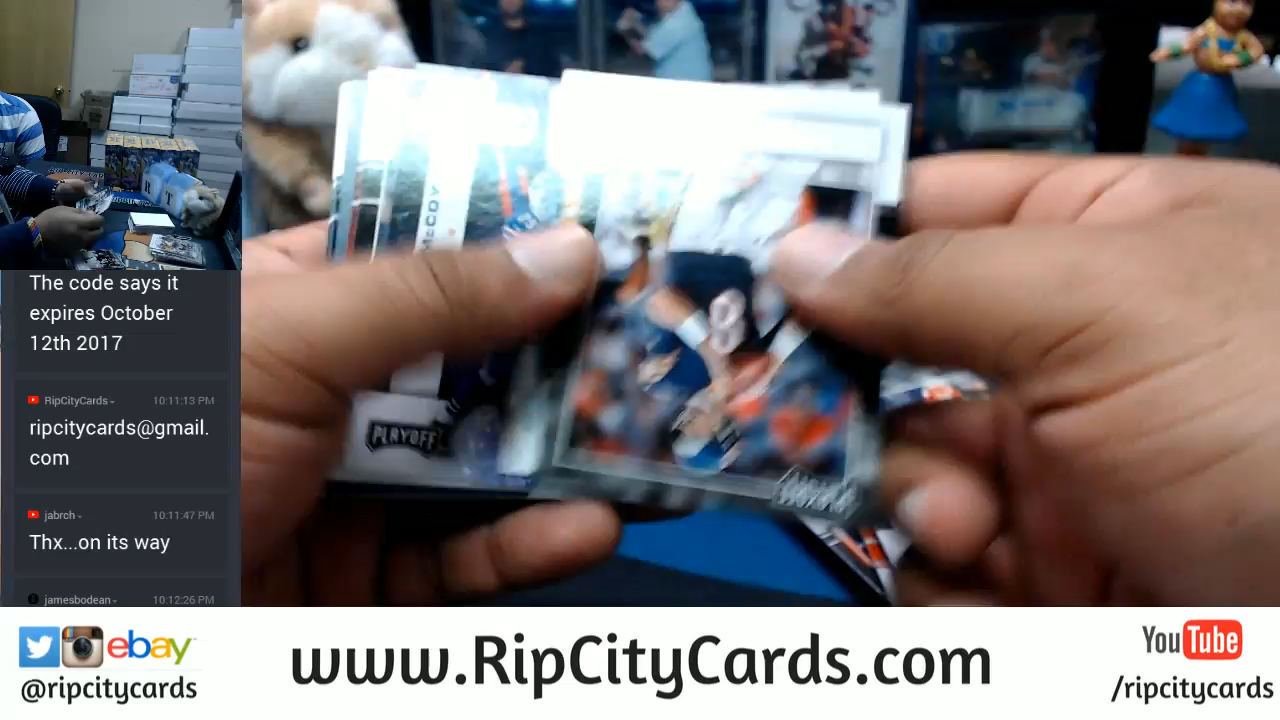 The code says it
expires October
12th 2017
RipCityCards
10:11:13 PM
ripcitycards@gmail.
com
jabrch
10:11:47 PM
Thx...on its way
jamesbodean
10:12:26 PM
McCOY
8
PLAYOFF
ebay
@ripcitycards
www.RipCityCards.com
YouTube
/ripcitycards